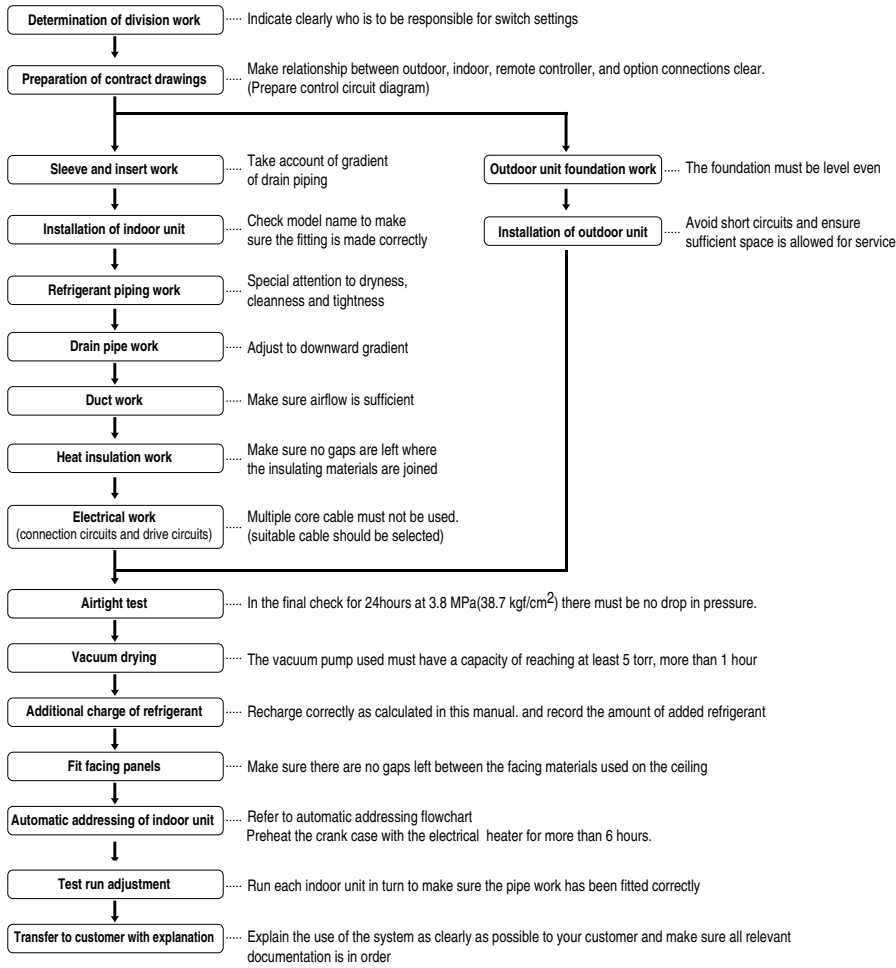 Determination of division work ..... Indicate clearly who is to be responsible for switch settings
Preparation of contract drawings ..... Make relationship between outdoor, indoor, remote controller, and option connections clear.
(Prepare control circuit diagram)
Sleeve and insert work ..... Take account of gradient
of drain piping
Outdoor unit foundation work ..... The foundation must be level even
Installation of indoor unit ..... Check model name to make
sure the fitting is made correctly
Installation of outdoor unit ..... Avoid short circuits and ensure
sufficient space is allowed for service
Refrigerant piping work ..... Special attention to dryness,
cleanness and tightness
Drain pipe work ..... Adjust to downward gradient
Duct work ..... Make sure airflow is sufficient
Heat insulation work ..... Make sure no gaps are left where
the insulating materials are joined
Electrical work
(connection circuits and drive circuits) ..... Multiple core cable must not be used.
(suitable cable should be selected)
Airtight test ..... In the final check for 24hours at 3.8 MPa(38.7 kgf/cm²) there must be no drop in pressure.
Vacuum drying ..... The vacuum pump used must have a capacity of reaching at least 5 torr, more than 1 hour
Additional charge of refrigerant ..... Recharge correctly as calculated in this manual. and record the amount of added refrigerant
Fit facing panels ..... Make sure there are no gaps left between the facing materials used on the ceiling
Automatic addressing of indoor unit ..... Refer to automatic addressing flowchart
Preheat the crank case with the electrical heater for more than 6 hours.
Test run adjustment ..... Run each indoor unit in turn to make sure the pipe work has been fitted correctly
Transfer to customer with explanation ..... Explain the use of the system as clearly as possible to your customer and make sure all relevant
documentation is in order